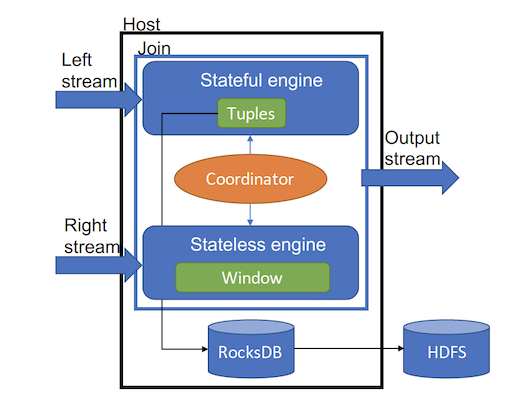 Host
Join
Left
stream
Stateful engine
Tuples
Output
stream
Coordinator
Right
stream
Stateless engine
Window
RocksDB
HDFS